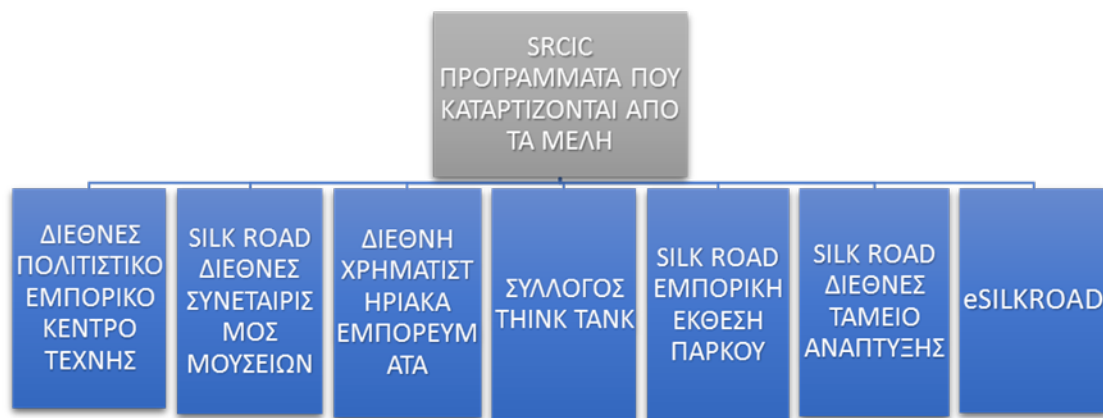 SRCIC
ΠΡΟΓΡΑΜΜΑΤΑ ΠΟΥ
ΚΑΤΑΡΤΙΖΟΝΤΑΙ ΑΠΟ
ΤΑ ΜΕΛΗ
ΔΙΕΘΝΕΣ
ΠΟΛΙΤΙΣΤΙΚΟ
ΕΜΠΟΡΙΚΟ
ΚΕΝΤΡΟ
ΤΕΧΝΗΣ
SILK ROAD
ΔΙΕΘΝΕΣ
ΣΥΝΕΤΑΙΡΙΣ
ΜΟΣ
ΜΟΥΣΕΙΩΝ
ΔΙΕΘΝΗ
ΧΡΗΜΑΤΙΣΤ
ΗΡΙΑΚΑ
ΕΜΠΟΡΕΥΜ
ΑΤΑ
ΣΥΛΛΟΓΟΣ
THINK TANK
SILK ROAD
ΕΜΠΟΡΙΚΗ
ΕΚΘΕΣΗ
ΠΑΡΚΟΥ
SILK ROAD
ΔΙΕΘΝΕΣ
ΤΑΜΕΙΟ
ΑΝΑΠΤΥΞΗΣ
eSILKROAD